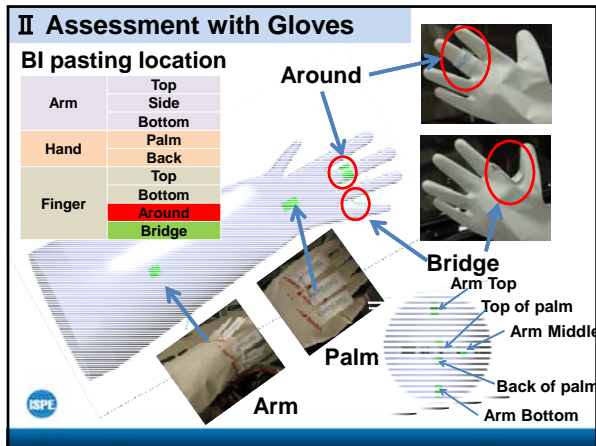 Ⅱ Assessment with Gloves
BI pasting location
Arm
Top
Side
Bottom
Hand
Palm
Back
Finger
Top
Bottom
Around
Bridge
Around
Bridge
Palm
Arm
Arm Top
Top of palm
Arm Middle
Back of palm
Arm Bottom
ISPE